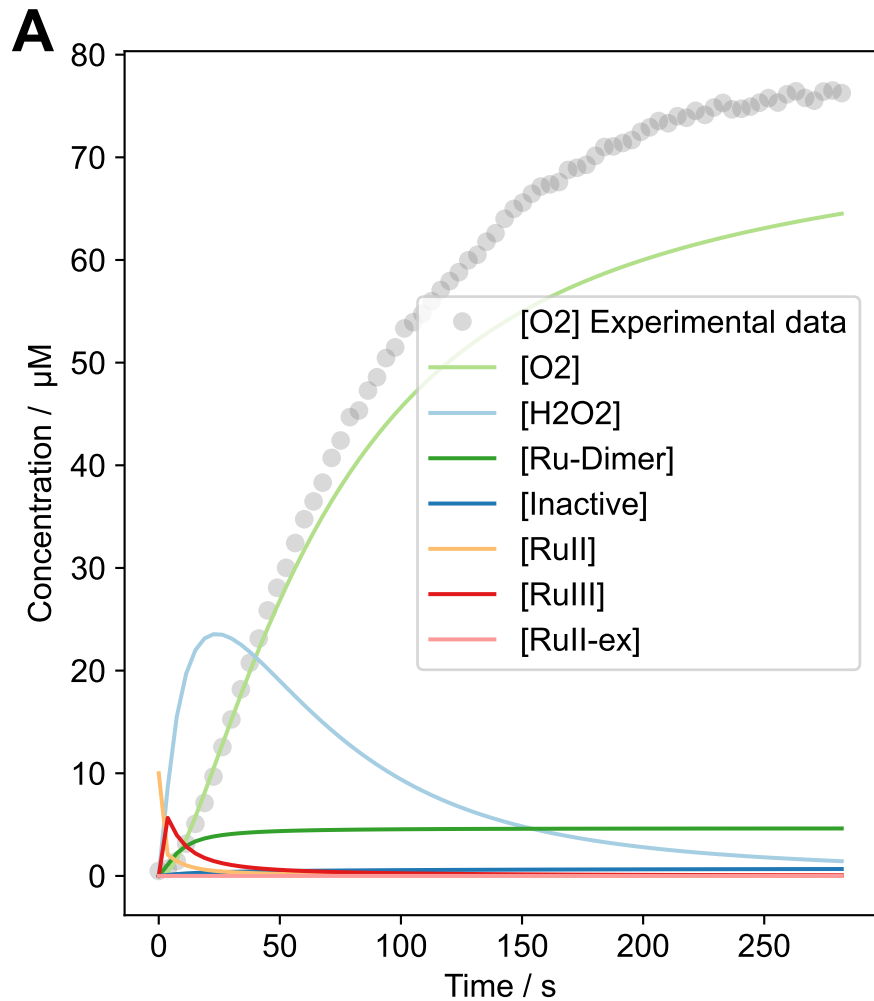 A
80
70
60
50
40
30
20
10
0
Concentration / µM
[O2] Experimental data
[O2]
[H2O2]
[Ru-Dimer]
[Inactive]
[RuII]
[RuIII]
[RuII-ex]
0 50 100 150 200 250
Time / s